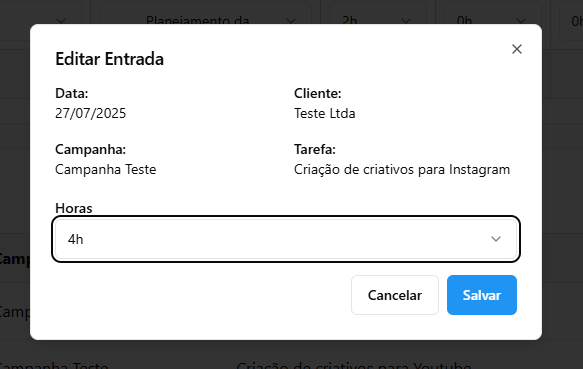 Planejamento da
2h
0h
0h
Editar Entrada
Data:
27/07/2025
Cliente:
Teste Ltda
Campanha:
Campanha Teste
Tarefa:
Criação de criativos para Instagram
Horas
4h
Cancelar
Salvar
Camp
Camp
Campanha Teste
Criação de criativos para Youtube